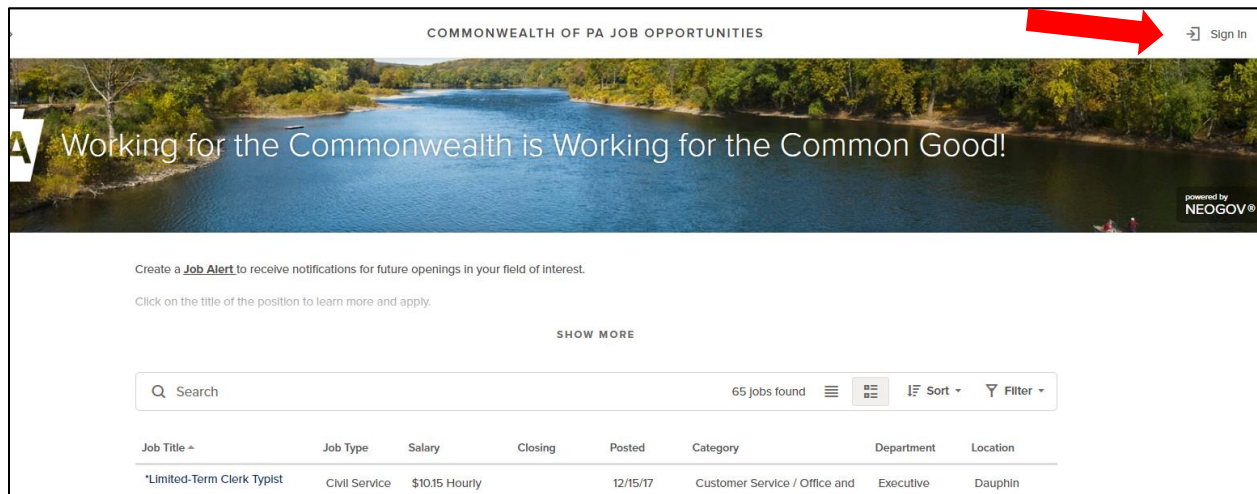 COMMONWEALTH OF PA JOB OPPORTUNITIES
Sign In
Working for the Commonwealth is Working for the Common Good!
powered by
NEOGOV®
Create a Job Alert to receive notifications for future openings in your field of interest.
Click on the title of the position to learn more and apply.
SHOW MORE
Search 65 jobs found Sort Filter
Job Title Job Type Salary Closing Posted Category Department Location
*Limited-Term Clerk Typist Civil Service $10.15 Hourly 12/15/17 Customer Service / Office and Executive Dauphin